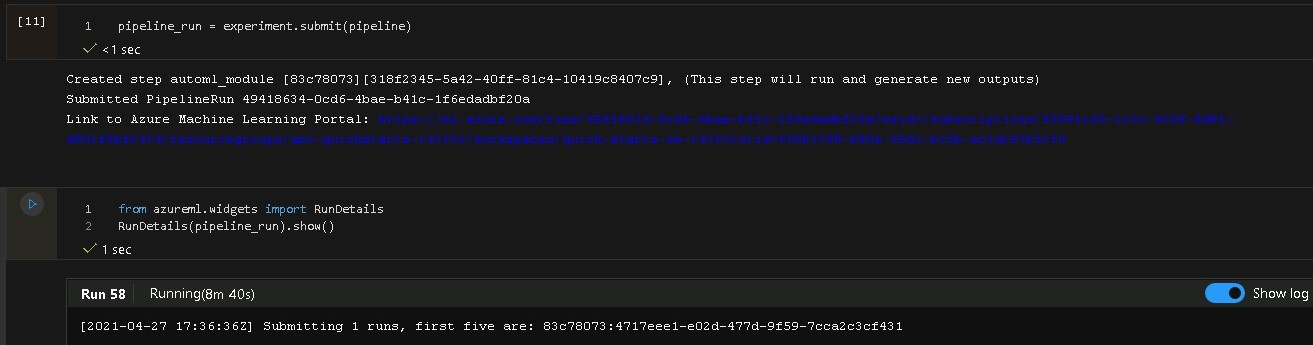 [11]
1 pipeline_run = experiment.submit(pipeline)
<1 sec
Created step automl_module [83c78073][318f2345-5a42-40ff-81c4-10419c8407c9], (This step will run and generate new outputs)
Submitted PipelineRun 49418634-0cd6-4bae-b41c-1f6edadbf20a
Link to Azure Machine Learning Portal:
1 from azureml.widgets import RunDetails
2 RunDetails(pipeline_run).show()
1 sec
Run 58 Running(8m 40s) Show log
[2021-04-27 17:36:36Z] Submitting 1 runs, first five are: 83c78073:4717eee1-e02d-477d-9f59-7cca2c3cf431